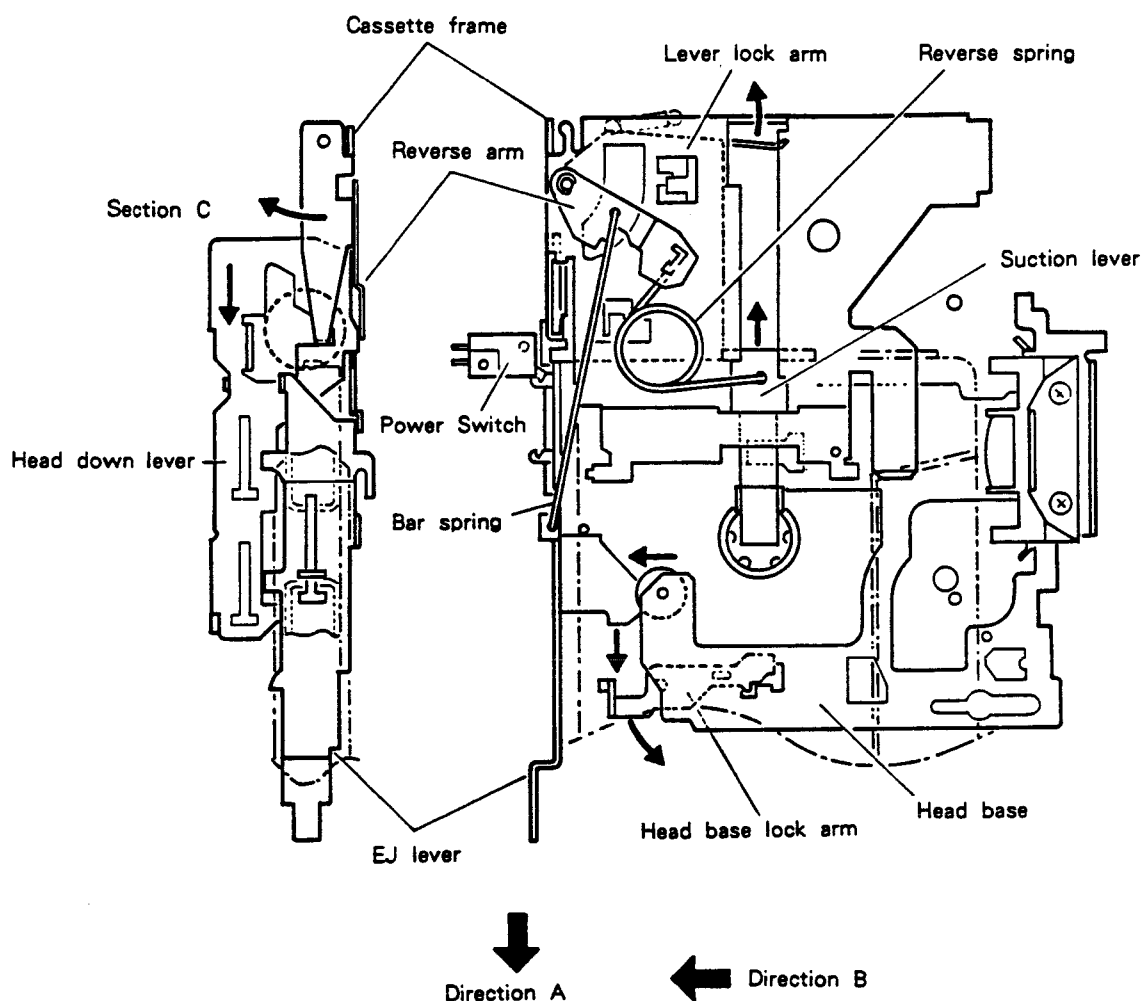 Cassette frame
Lever lock arm
Reverse spring
Reverse arm
Section C
Suction lever
Power Switch
Head down lever
Bar spring
Head base
Head base lock arm
EJ lever
Direction A
Direction B